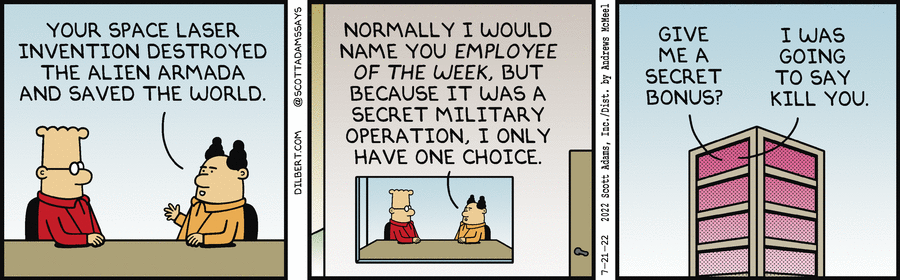 YOUR SPACE LASER
INVENTION DESTROYED
THE ALIEN ARMADA
AND SAVED THE WORLD.
DILBERT.COM @SCOTTADAMSSAYS
NORMALLY I WOULD
NAME YOU EMPLOYEE
OF THE WEEK, BUT
BECAUSE IT WAS A
SECRET MILITARY
OPERATION, I ONLY
HAVE ONE CHOICE.
7-21-22 2022 Scott Adams, Inc./Dist. by Andrews McMeel
GIVE
ME A
SECRET
BONUS?
I WAS
GOING
TO SAY
KILL YOU.